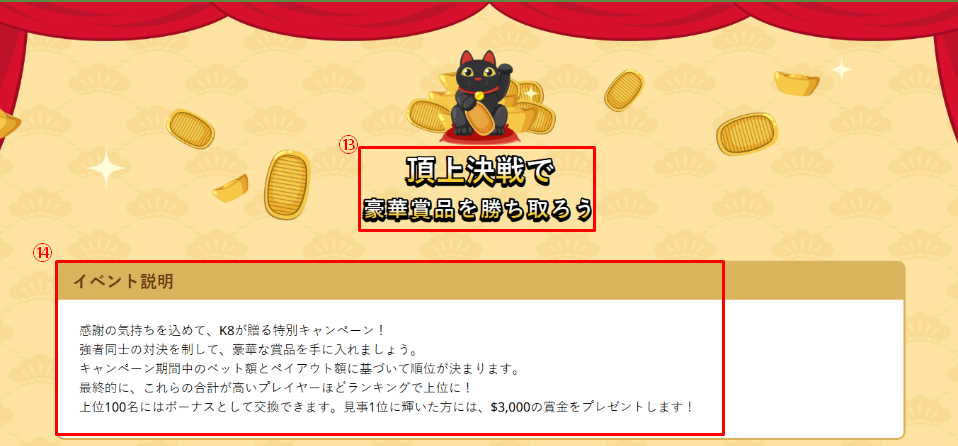 ⑬
頂上決戦で
豪華賞品を勝ち取ろう
⑭
イベント説明
感謝の気持ちを込めて、K8が贈る特別キャンペーン！
強者同士の対決を制して、豪華な賞品を手に入れましょう。
キャンペーン期間中のベット額とペイアウト額に基づいて順位が決まります。
最終的に、これらの合計が高いプレイヤーほどランキングで上位に！
上位100名にはボーナスとして交換できます。見事1位に輝いた方には、$3,000の賞金をプレゼントします！